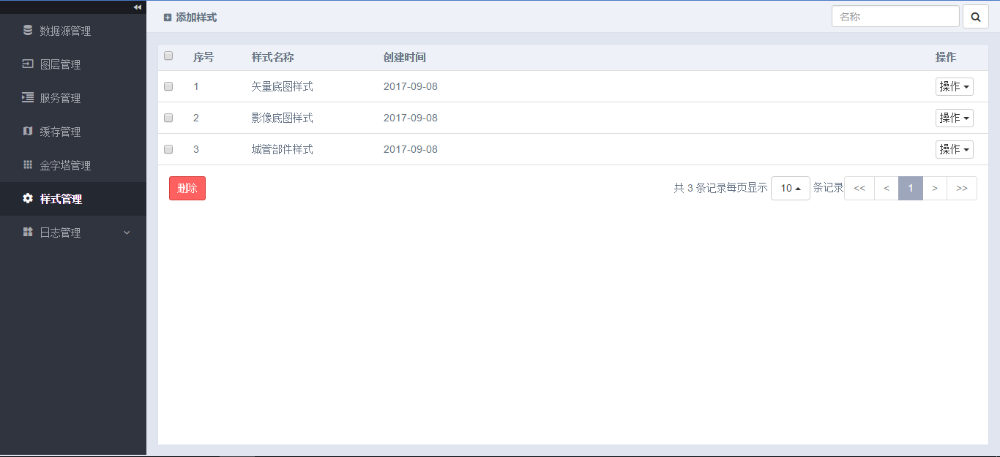 数据源管理
图层管理
服务管理
缓存管理
金字塔管理
样式管理
日志管理
添加样式
名称
序号 样式名称 创建时间 操作
1 矢量底图样式 2017-09-08 操作
2 影像底图样式 2017-09-08 操作
3 城管部件样式 2017-09-08 操作
删除 共 3 条记录每页显示 10 条记录 << < 1 > >>